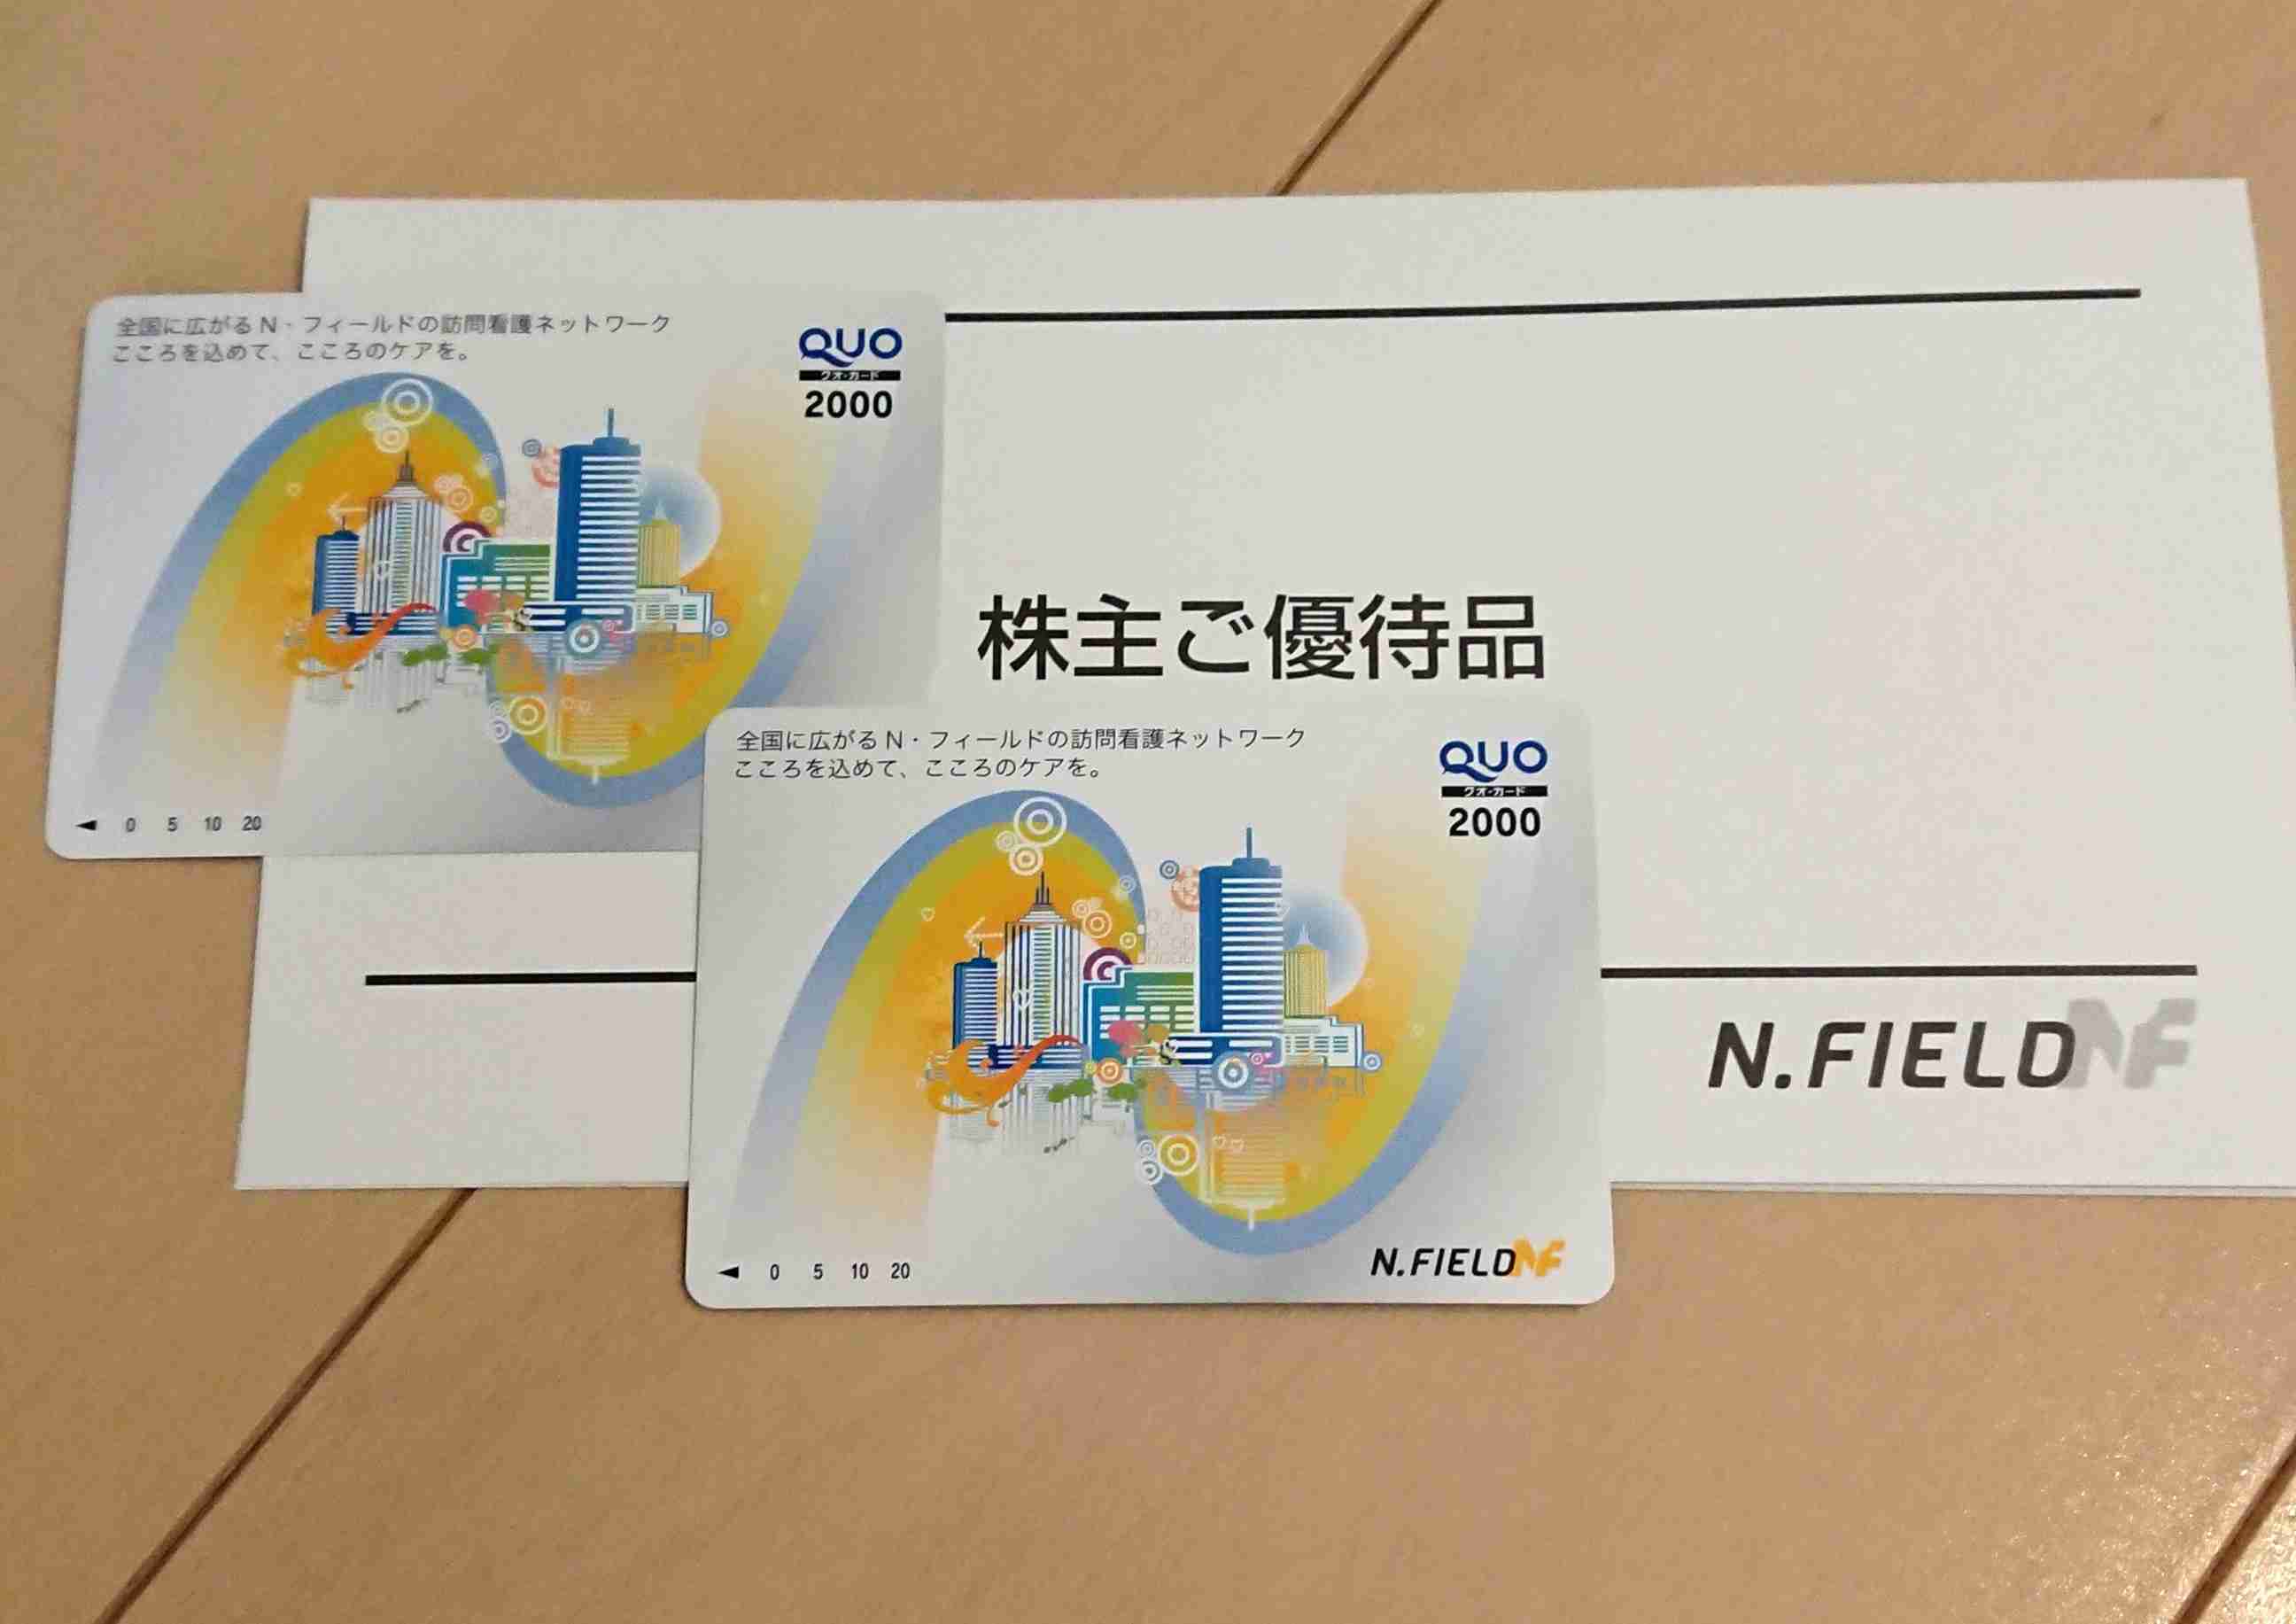 全国に広がるN・フィールドの訪問看護ネットワーク
こころを込めて、こころのケアを。
QUO
クオ・カード
2000
0 5 10 20
株主ご優待品
全国に広がるN・フィールドの訪問看護ネットワーク
こころを込めて、こころのケアを。
QUO
クオ・カード
2000
0 5 10 20
N.FIELD NF
N.FIELD NF